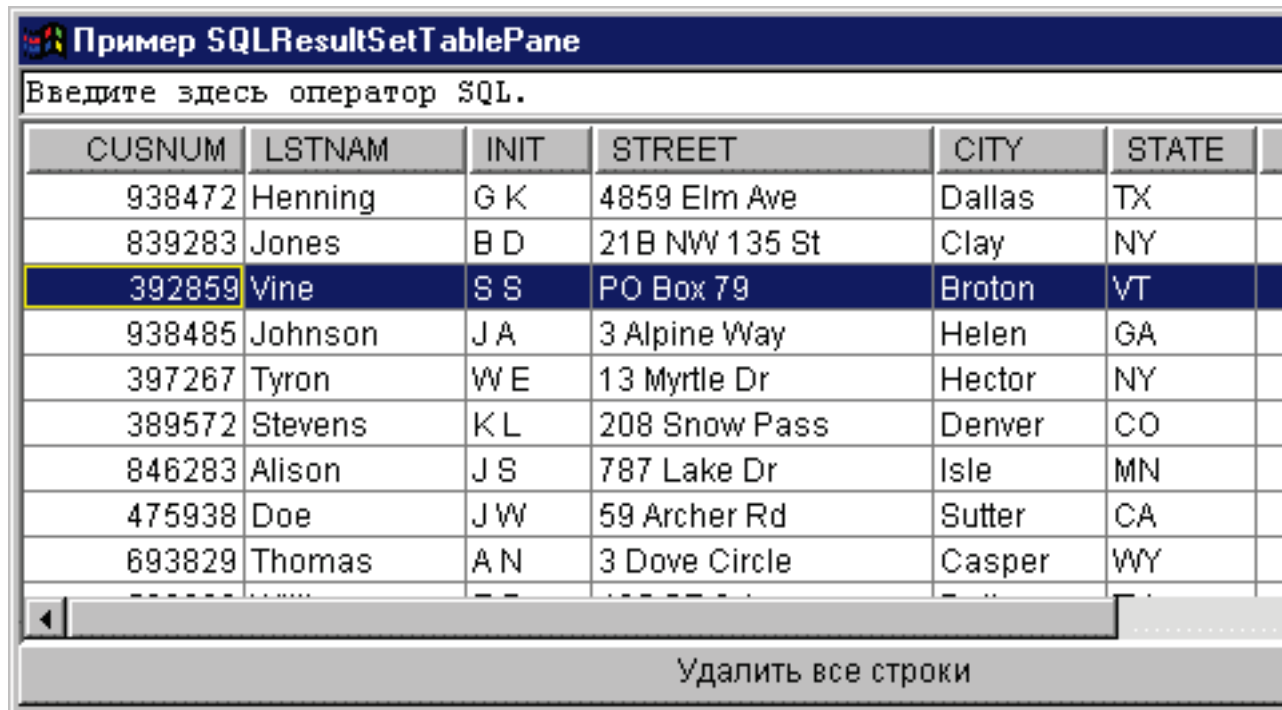 Пример SQLResultSetTablePane
Введите здесь оператор SQL.
CUSNUM LSTNAM INIT STREET CITY STATE
938472 Henning G K 4859 Elm Ave Dallas TX
839283 Jones B D 21B NW 135 St Clay NY
392859 Vine S S PO Box 79 Broton VT
938485 Johnson J A 3 Alpine Way Helen GA
397267 Tyron W E 13 Myrtle Dr Hector NY
389572 Stevens K L 208 Snow Pass Denver CO
846283 Alison J S 787 Lake Dr Isle MN
475938 Doe J W 59 Archer Rd Sutter CA
693829 Thomas A N 3 Dove Circle Casper WY
Удалить все строки